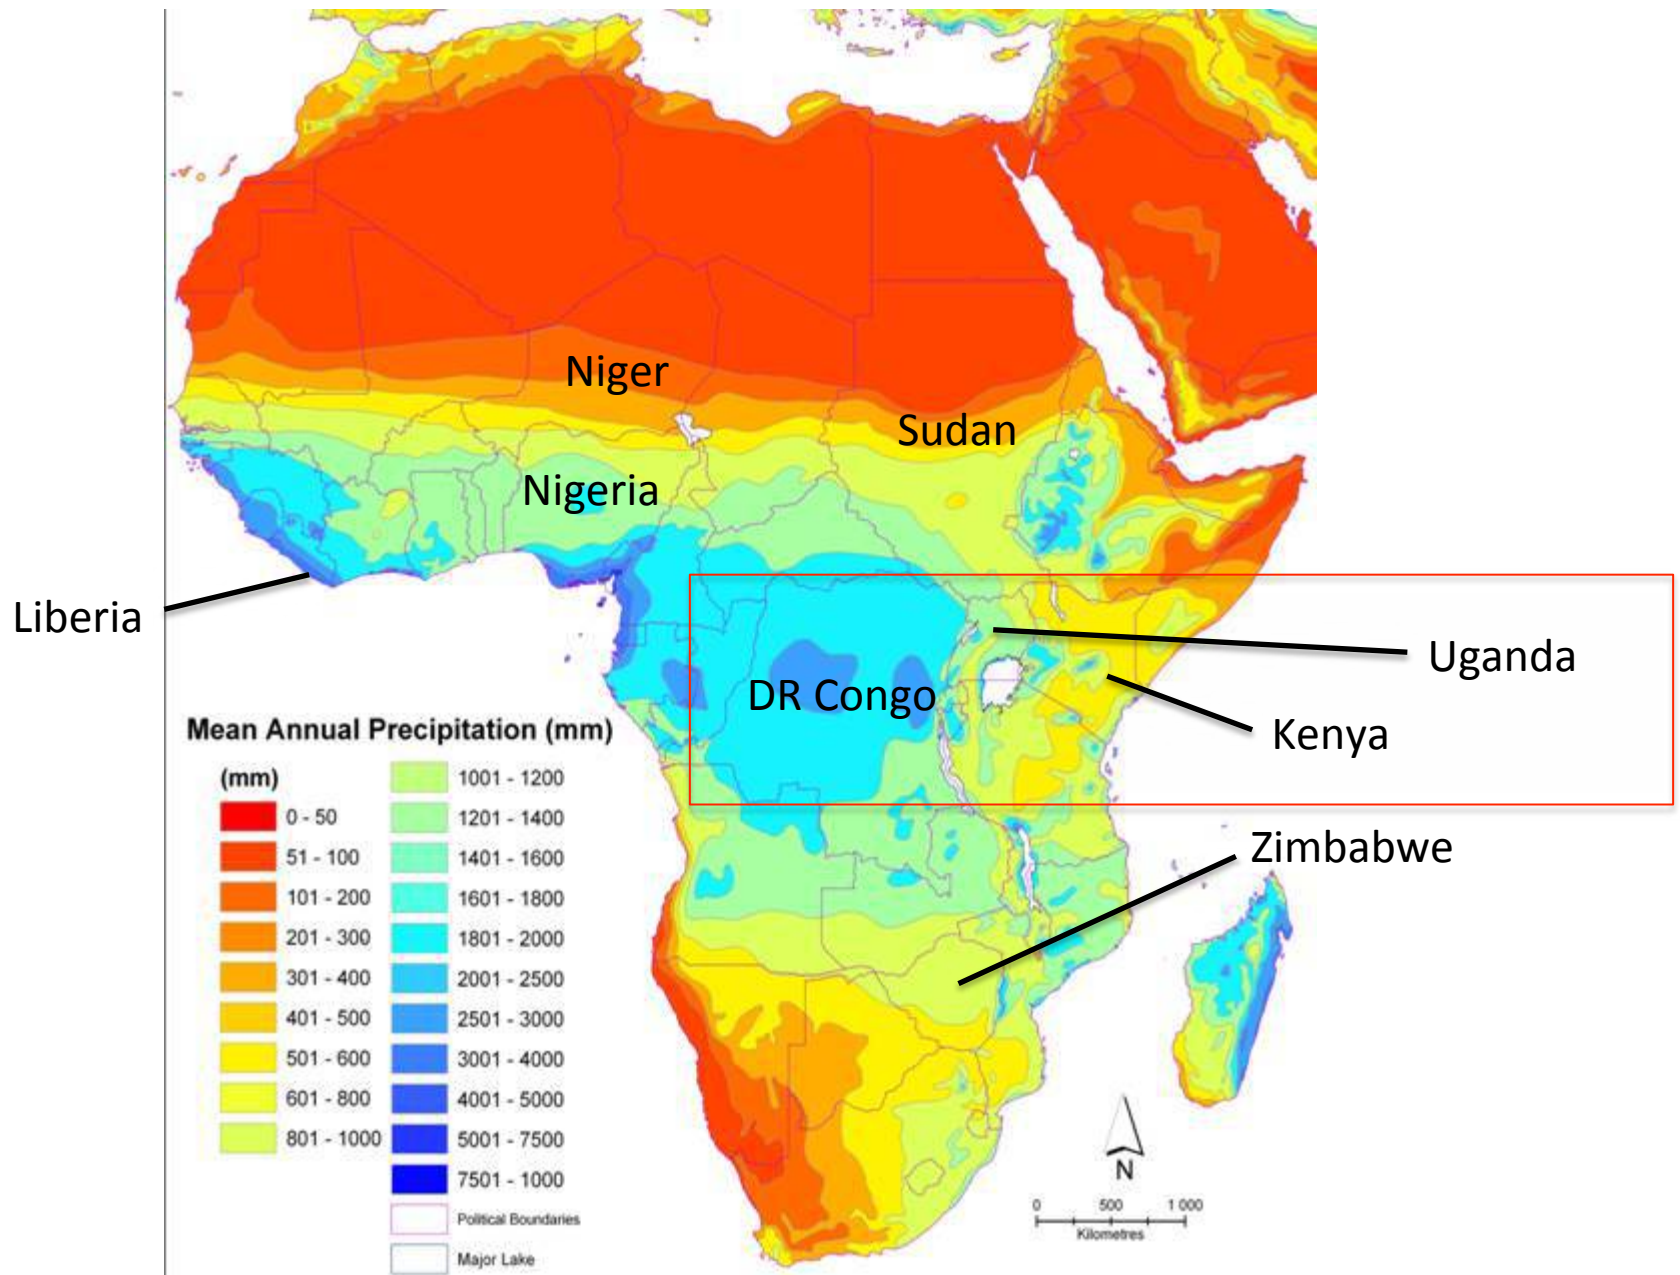 Niger
Sudan
Nigeria
Liberia
Uganda
DR Congo
Kenya
Zimbabwe
Mean Annual Precipitation (mm)
(mm)
0 - 50
51 - 100
101 - 200
201 - 300
301 - 400
401 - 500
501 - 600
601 - 800
801 - 1000
1001 - 1200
1201 - 1400
1401 - 1600
1601 - 1800
1801 - 2000
2001 - 2500
2501 - 3000
3001 - 4000
4001 - 5000
5001 - 7500
7501 - 1000
Political Boundaries
Major Lake
N
0 500 1 000
Kilometres